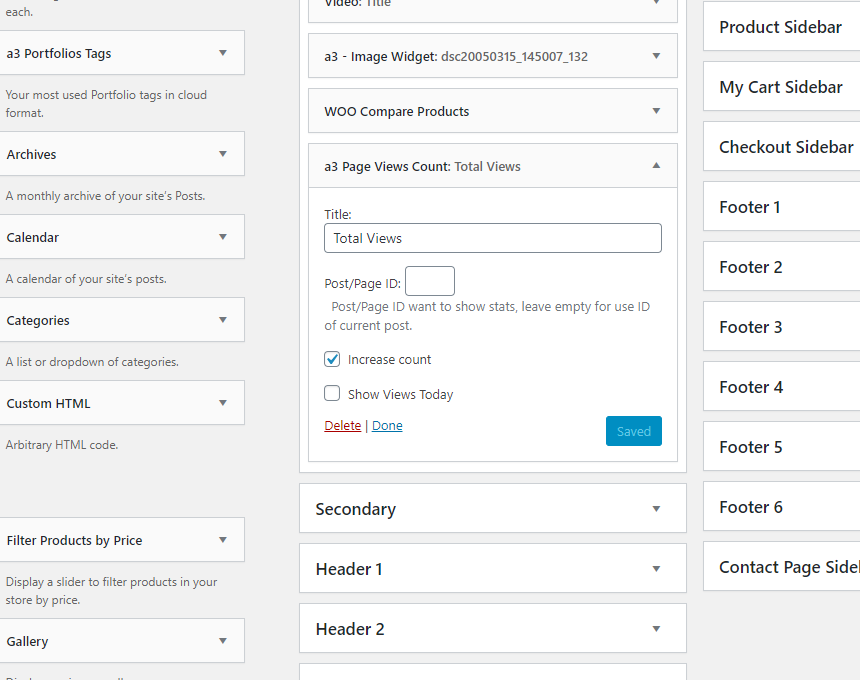 each.
a3 Portfolios Tags
Your most used Portfolio tags in cloud
format.
Archives
A monthly archive of your site's Posts.
Calendar
A calendar of your site's posts.
Categories
A list or dropdown of categories.
Custom HTML
Arbitrary HTML code.
Filter Products by Price
Display a slider to filter products in your
store by price.
Gallery
Video: Title
a3 - Image Widget: dsc20050315_145007_132
WOO Compare Products
a3 Page Views Count: Total Views
Title:
Total Views
Post/Page ID:
Post/Page ID want to show stats, leave empty for use ID
of current post.
Increase count
Show Views Today
Delete | Done
Saved
Secondary
Header 1
Header 2
Product Sidebar
My Cart Sidebar
Checkout Sidebar
Footer 1
Footer 2
Footer 3
Footer 4
Footer 5
Footer 6
Contact Page